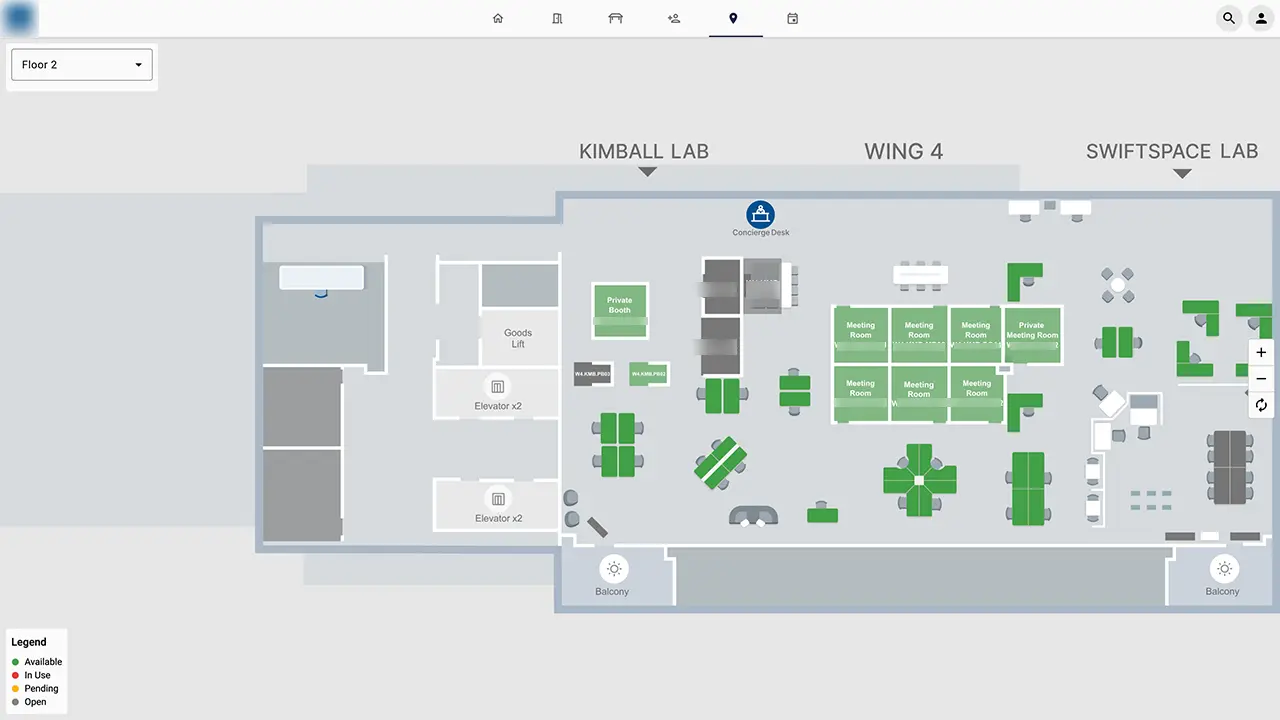 Floor 2
KIMBALL LAB
WING 4
SWIFTSPACE LAB
Concierge Desk
Private
Booth
Goods
Lift
Meeting
Room
Meeting
Room
Meeting
Room
Private
Meeting Room
W4.KMB.PB03
W4.KMB.PB02
Elevator x2
Meeting
Room
Meeting
Room
Meeting
Room
Elevator x2
Balcony
Balcony
Legend
Available
In Use
Pending
Open